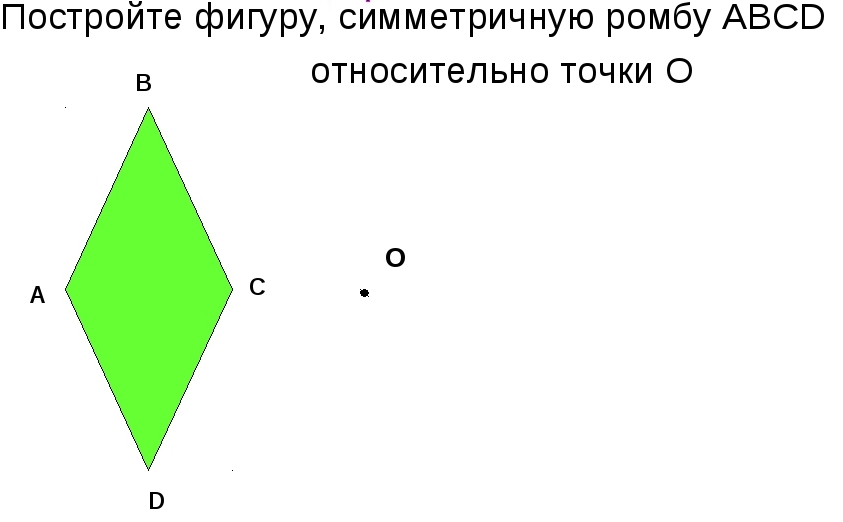 Постройте фигуру, симметричную ромбу ABCD
относительно точки О
B
O
A
C
D